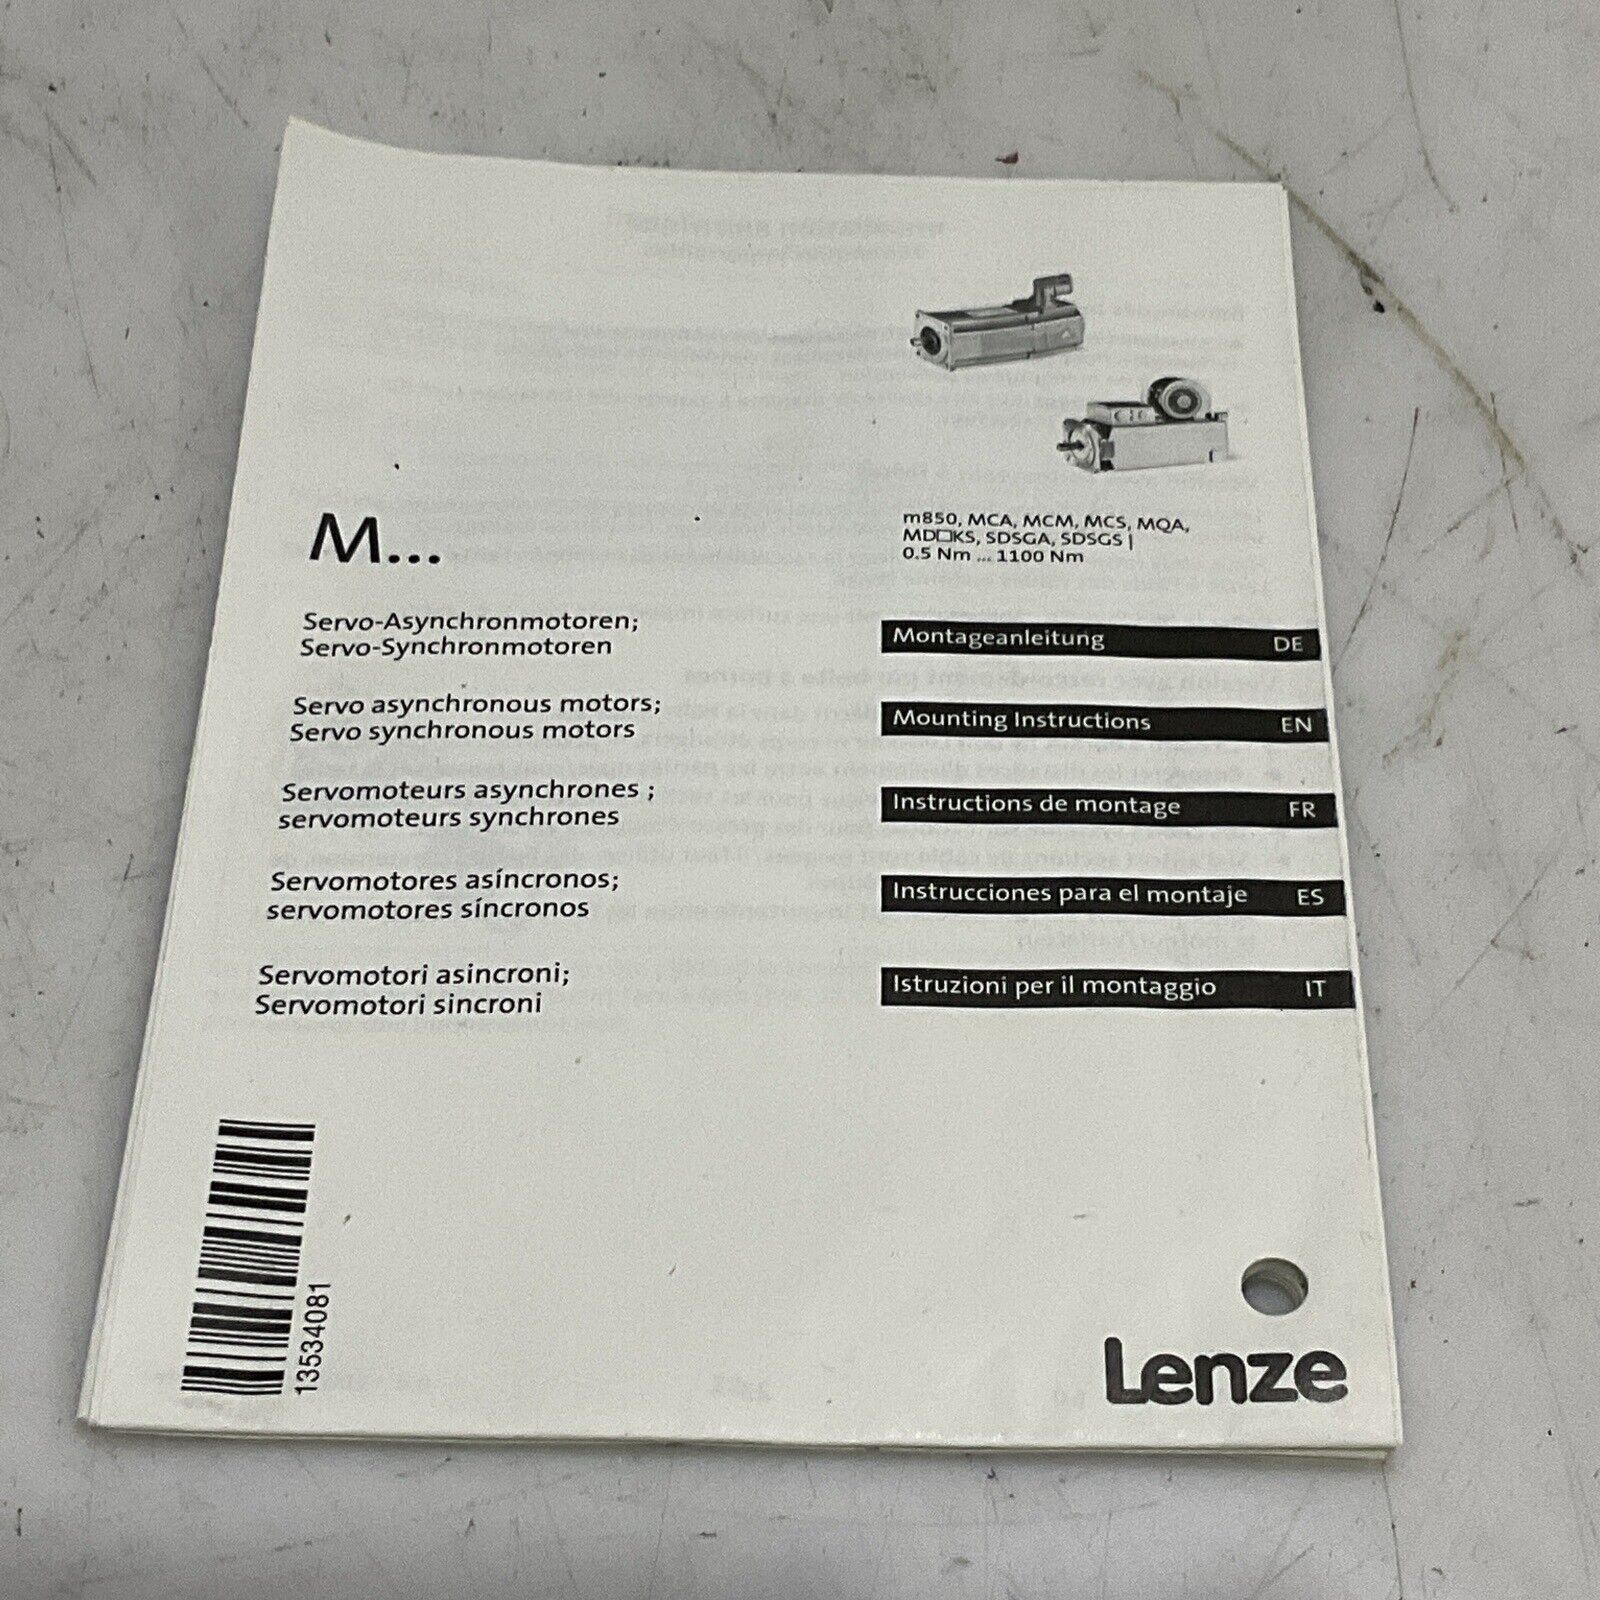 m850, MCA, MCM, MCS, MQA,
MD□KS, SDSGA, SDSGS |
0.5 Nm ... 1100 Nm
M...
Servo-Asynchronmotoren;
Servo-Synchronmotoren
Montageanleitung DE
Servo asynchronous motors;
Servo synchronous motors
Mounting Instructions EN
Servomoteurs asynchrones ;
servomoteurs synchrones
Instructions de montage FR
Servomotores asíncronos;
servomotores síncronos
Instrucciones para el montaje ES
Servomotori asincroni;
Servomotori sincroni
Istruzioni per il montaggio IT
13534081
Lenze